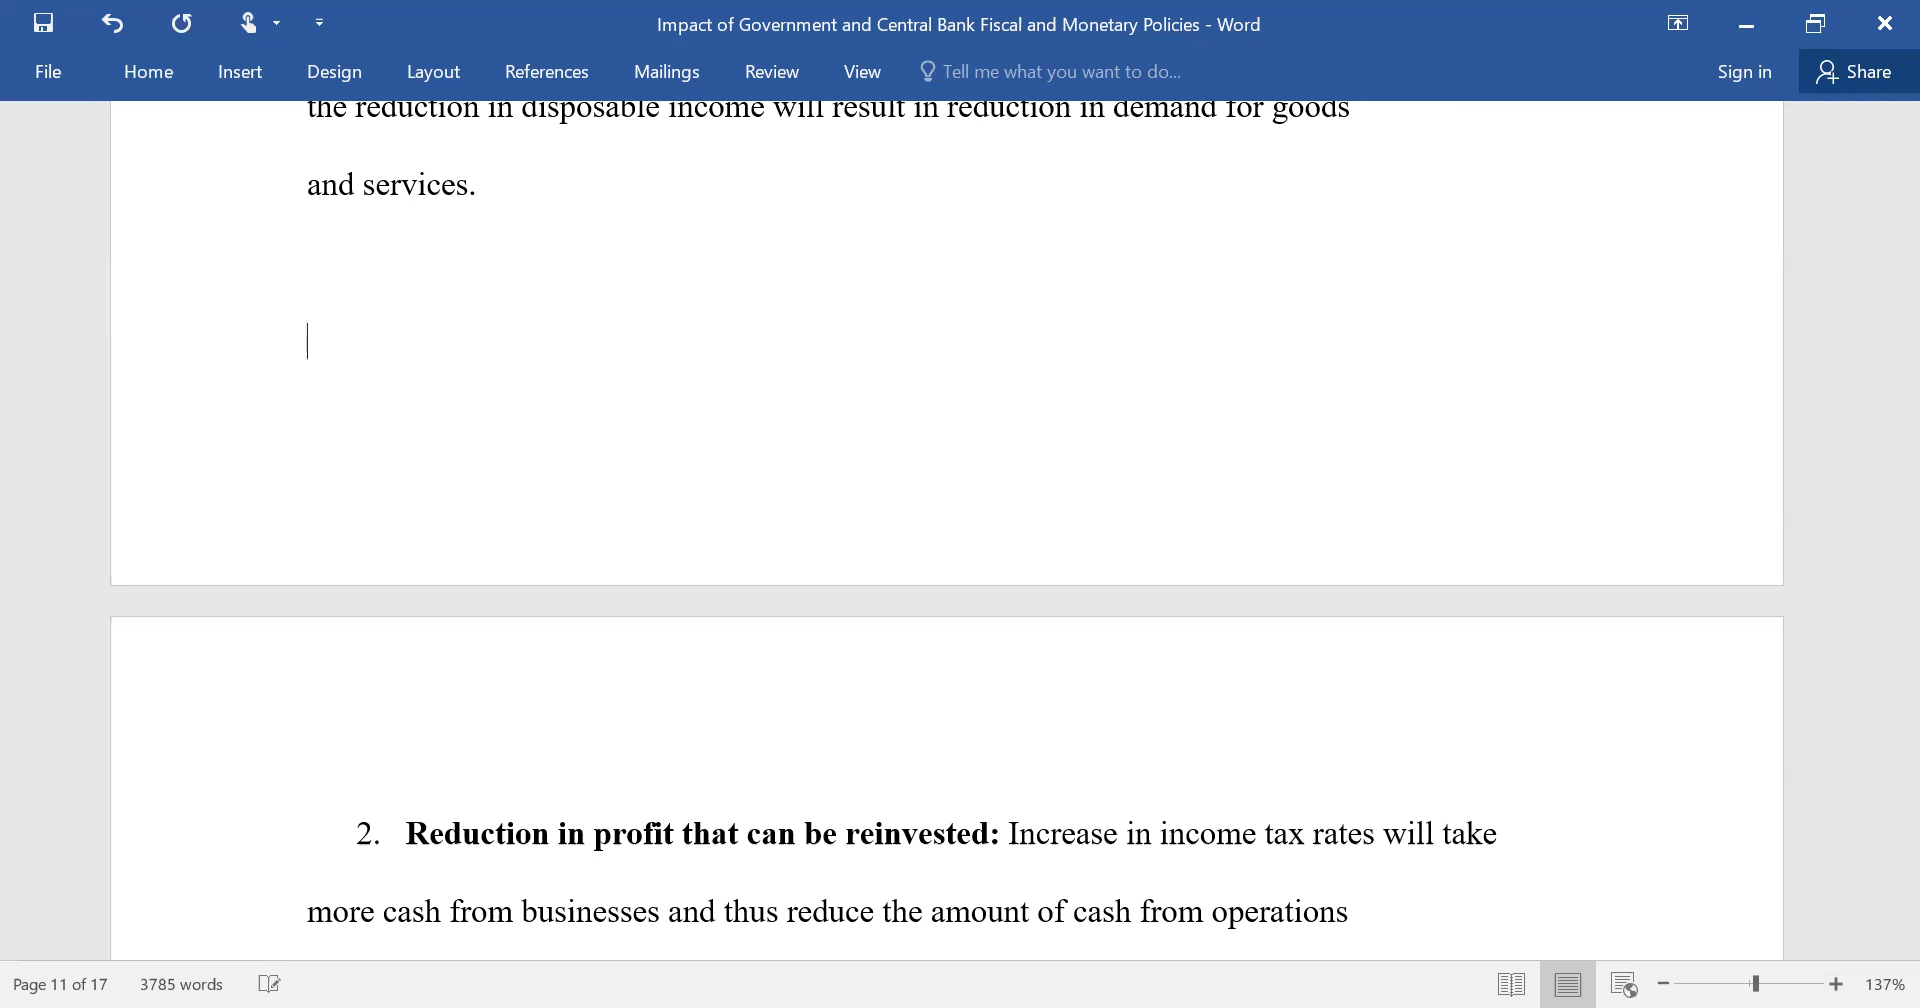 Impact of Government and Central Bank Fiscal and Monetary Policies - Word
File Home Insert Design Layout References Mailings Review View Tell me what you want to do... Sign in Share
the reduction in disposable income will result in reduction in demand for goods
and services.
2. Reduction in profit that can be reinvested: Increase in income tax rates will take
more cash from businesses and thus reduce the amount of cash from operations
Page 11 of 17 3785 words 137%